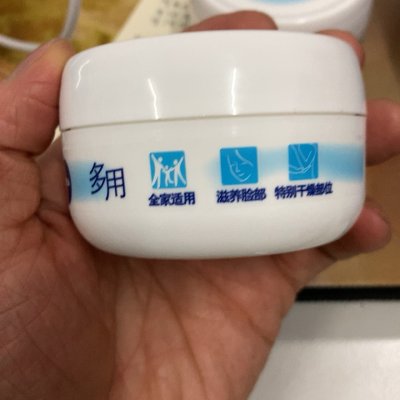 多用
全家适用
滋养脸部
特别干燥部位